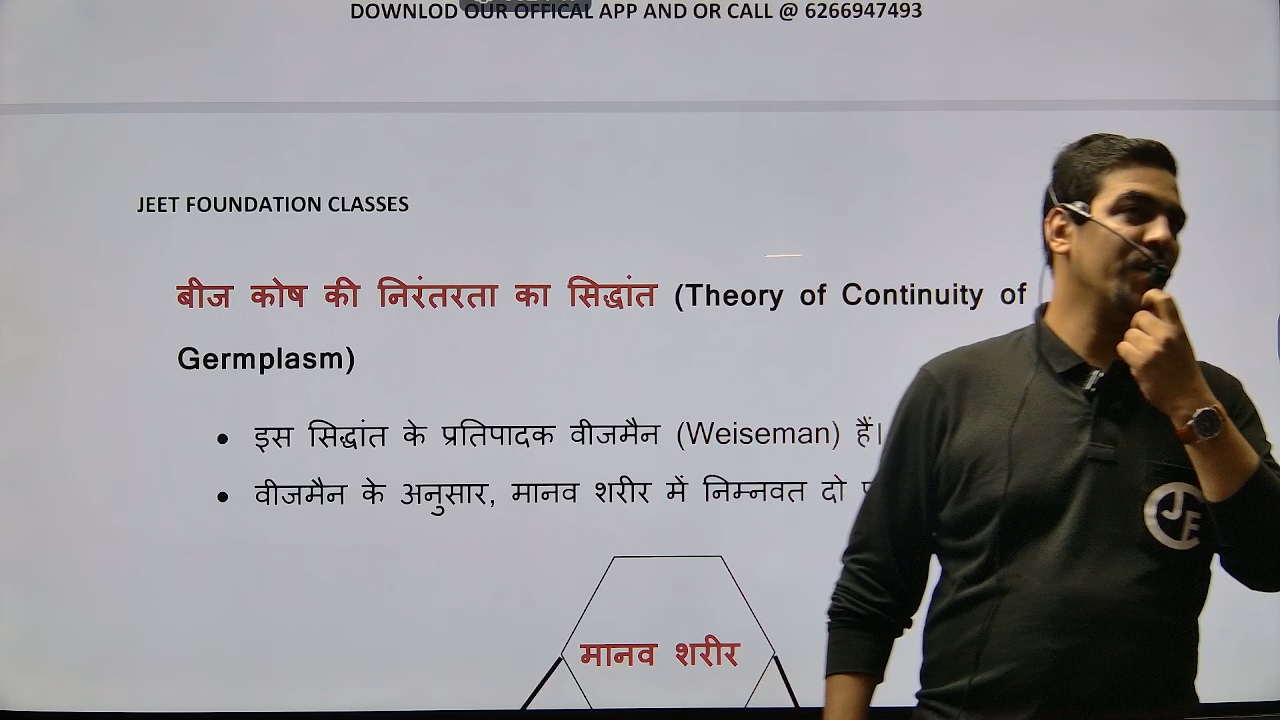 DOWNLOD OUR OFFICAL APP AND OR CALL @ 6266947493
JEET FOUNDATION CLASSES
बीज कोष की निरंतरता का सिद्धांत (Theory of Continuity of
Germplasm)
• इस सिद्धांत के प्रतिपादक वीजमैन (Weiseman) हैं।
• वीजमैन के अनुसार, मानव शरीर में निम्नवत दो
मानव शरीर
JF